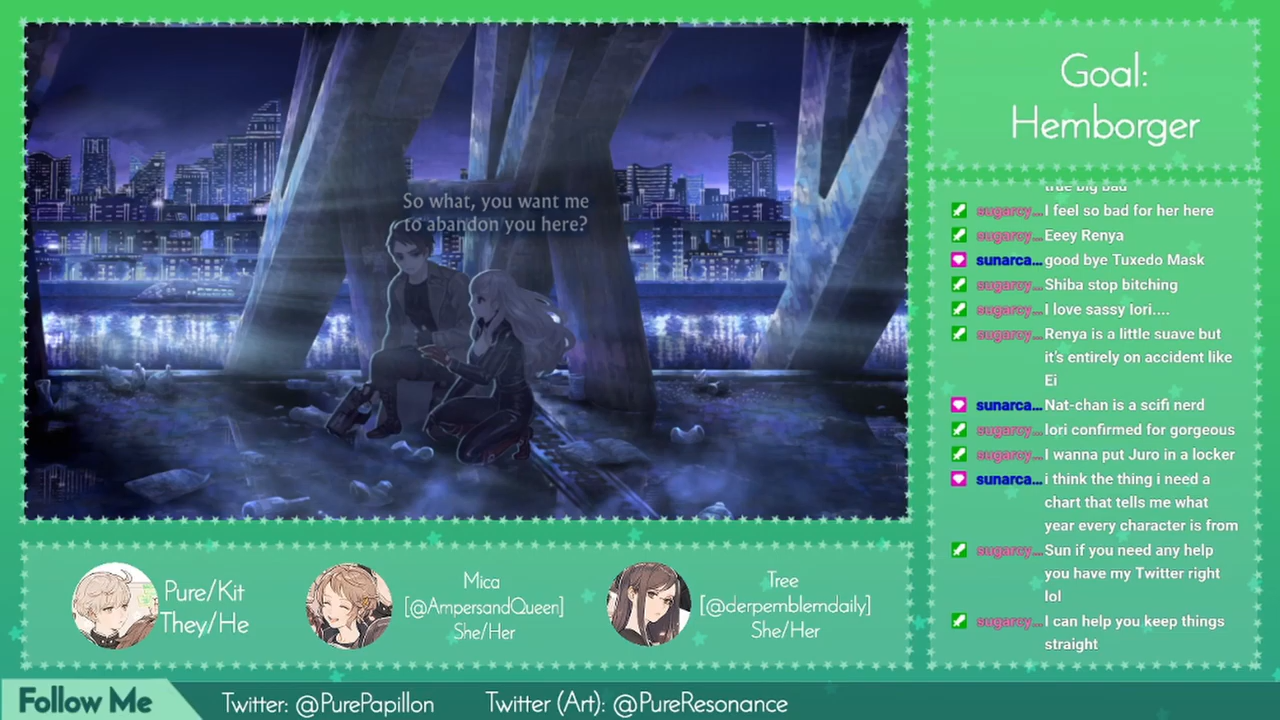 So what, you want me
to abandon you here?
Goal:
Hemborger
true big bad
sugarcy... I feel so bad for her here
sugarcy... Eeey Renya
sunarca... good bye Tuxedo Mask
sugarcy... Shiba stop bitching
sugarcy... I love sassy Iori....
sugarcy... Renya is a little suave but
it's entirely on accident like
Ei
sunarca... Nat-chan is a scifi nerd
sugarcy... Iori confirmed for gorgeous
sugarcy... I wanna put Juro in a locker
sunarca... i think the thing i need a
chart that tells me what
year every character is from
sugarcy... Sun if you need any help
you have my Twitter right
lol
sugarcy... I can help you keep things
straight
Pure/Kit
They/He
Mica
[@AmpersandQueen]
She/Her
Tree
[@derpemblemdaily]
She/Her
Follow Me
Twitter: @PurePapillon
Twitter (Art): @PureResonance